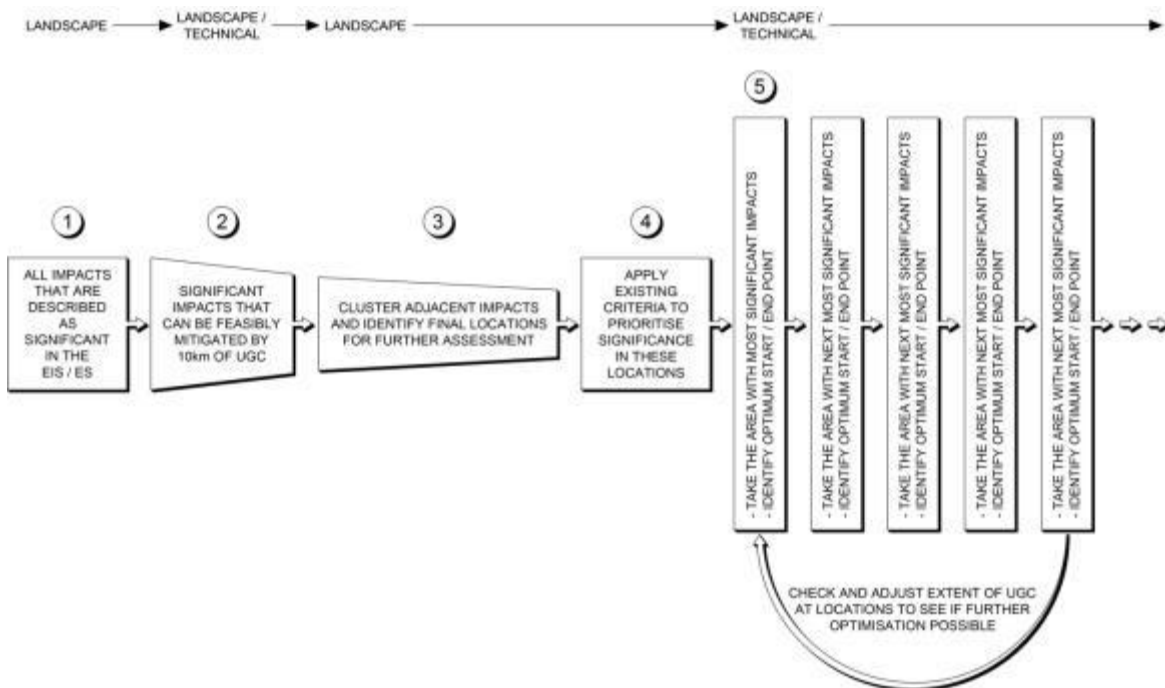 LANDSCAPE
LANDSCAPE /
TECHNICAL
LANDSCAPE
LANDSCAPE /
TECHNICAL
1
ALL IMPACTS
THAT ARE
DESCRIBED
AS
SIGNIFICANT
IN THE
EIS / ES
2
SIGNIFICANT
IMPACTS THAT
CAN BE FEASIBLY
MITIGATED BY
10km OF UGC
3
CLUSTER ADJACENT IMPACTS
AND IDENTIFY FINAL LOCATIONS
FOR FURTHER ASSESSMENT
4
APPLY
EXISTING
CRITERIA TO
PRIORITISE
SIGNIFICANCE
IN THESE
LOCATIONS
5
- TAKE THE AREA WITH MOST SIGNIFICANT IMPACTS
- IDENTIFY OPTIMUM START / END POINT
- TAKE THE AREA WITH NEXT MOST SIGNIFICANT IMPACTS
- IDENTIFY OPTIMUM START / END POINT
- TAKE THE AREA WITH NEXT MOST SIGNIFICANT IMPACTS
- IDENTIFY OPTIMUM START / END POINT
- TAKE THE AREA WITH NEXT MOST SIGNIFICANT IMPACTS
- IDENTIFY OPTIMUM START / END POINT
- TAKE THE AREA WITH NEXT MOST SIGNIFICANT IMPACTS
- IDENTIFY OPTIMUM START / END POINT
CHECK AND ADJUST EXTENT OF UGC
AT LOCATIONS TO SEE IF FURTHER
OPTIMISATION POSSIBLE